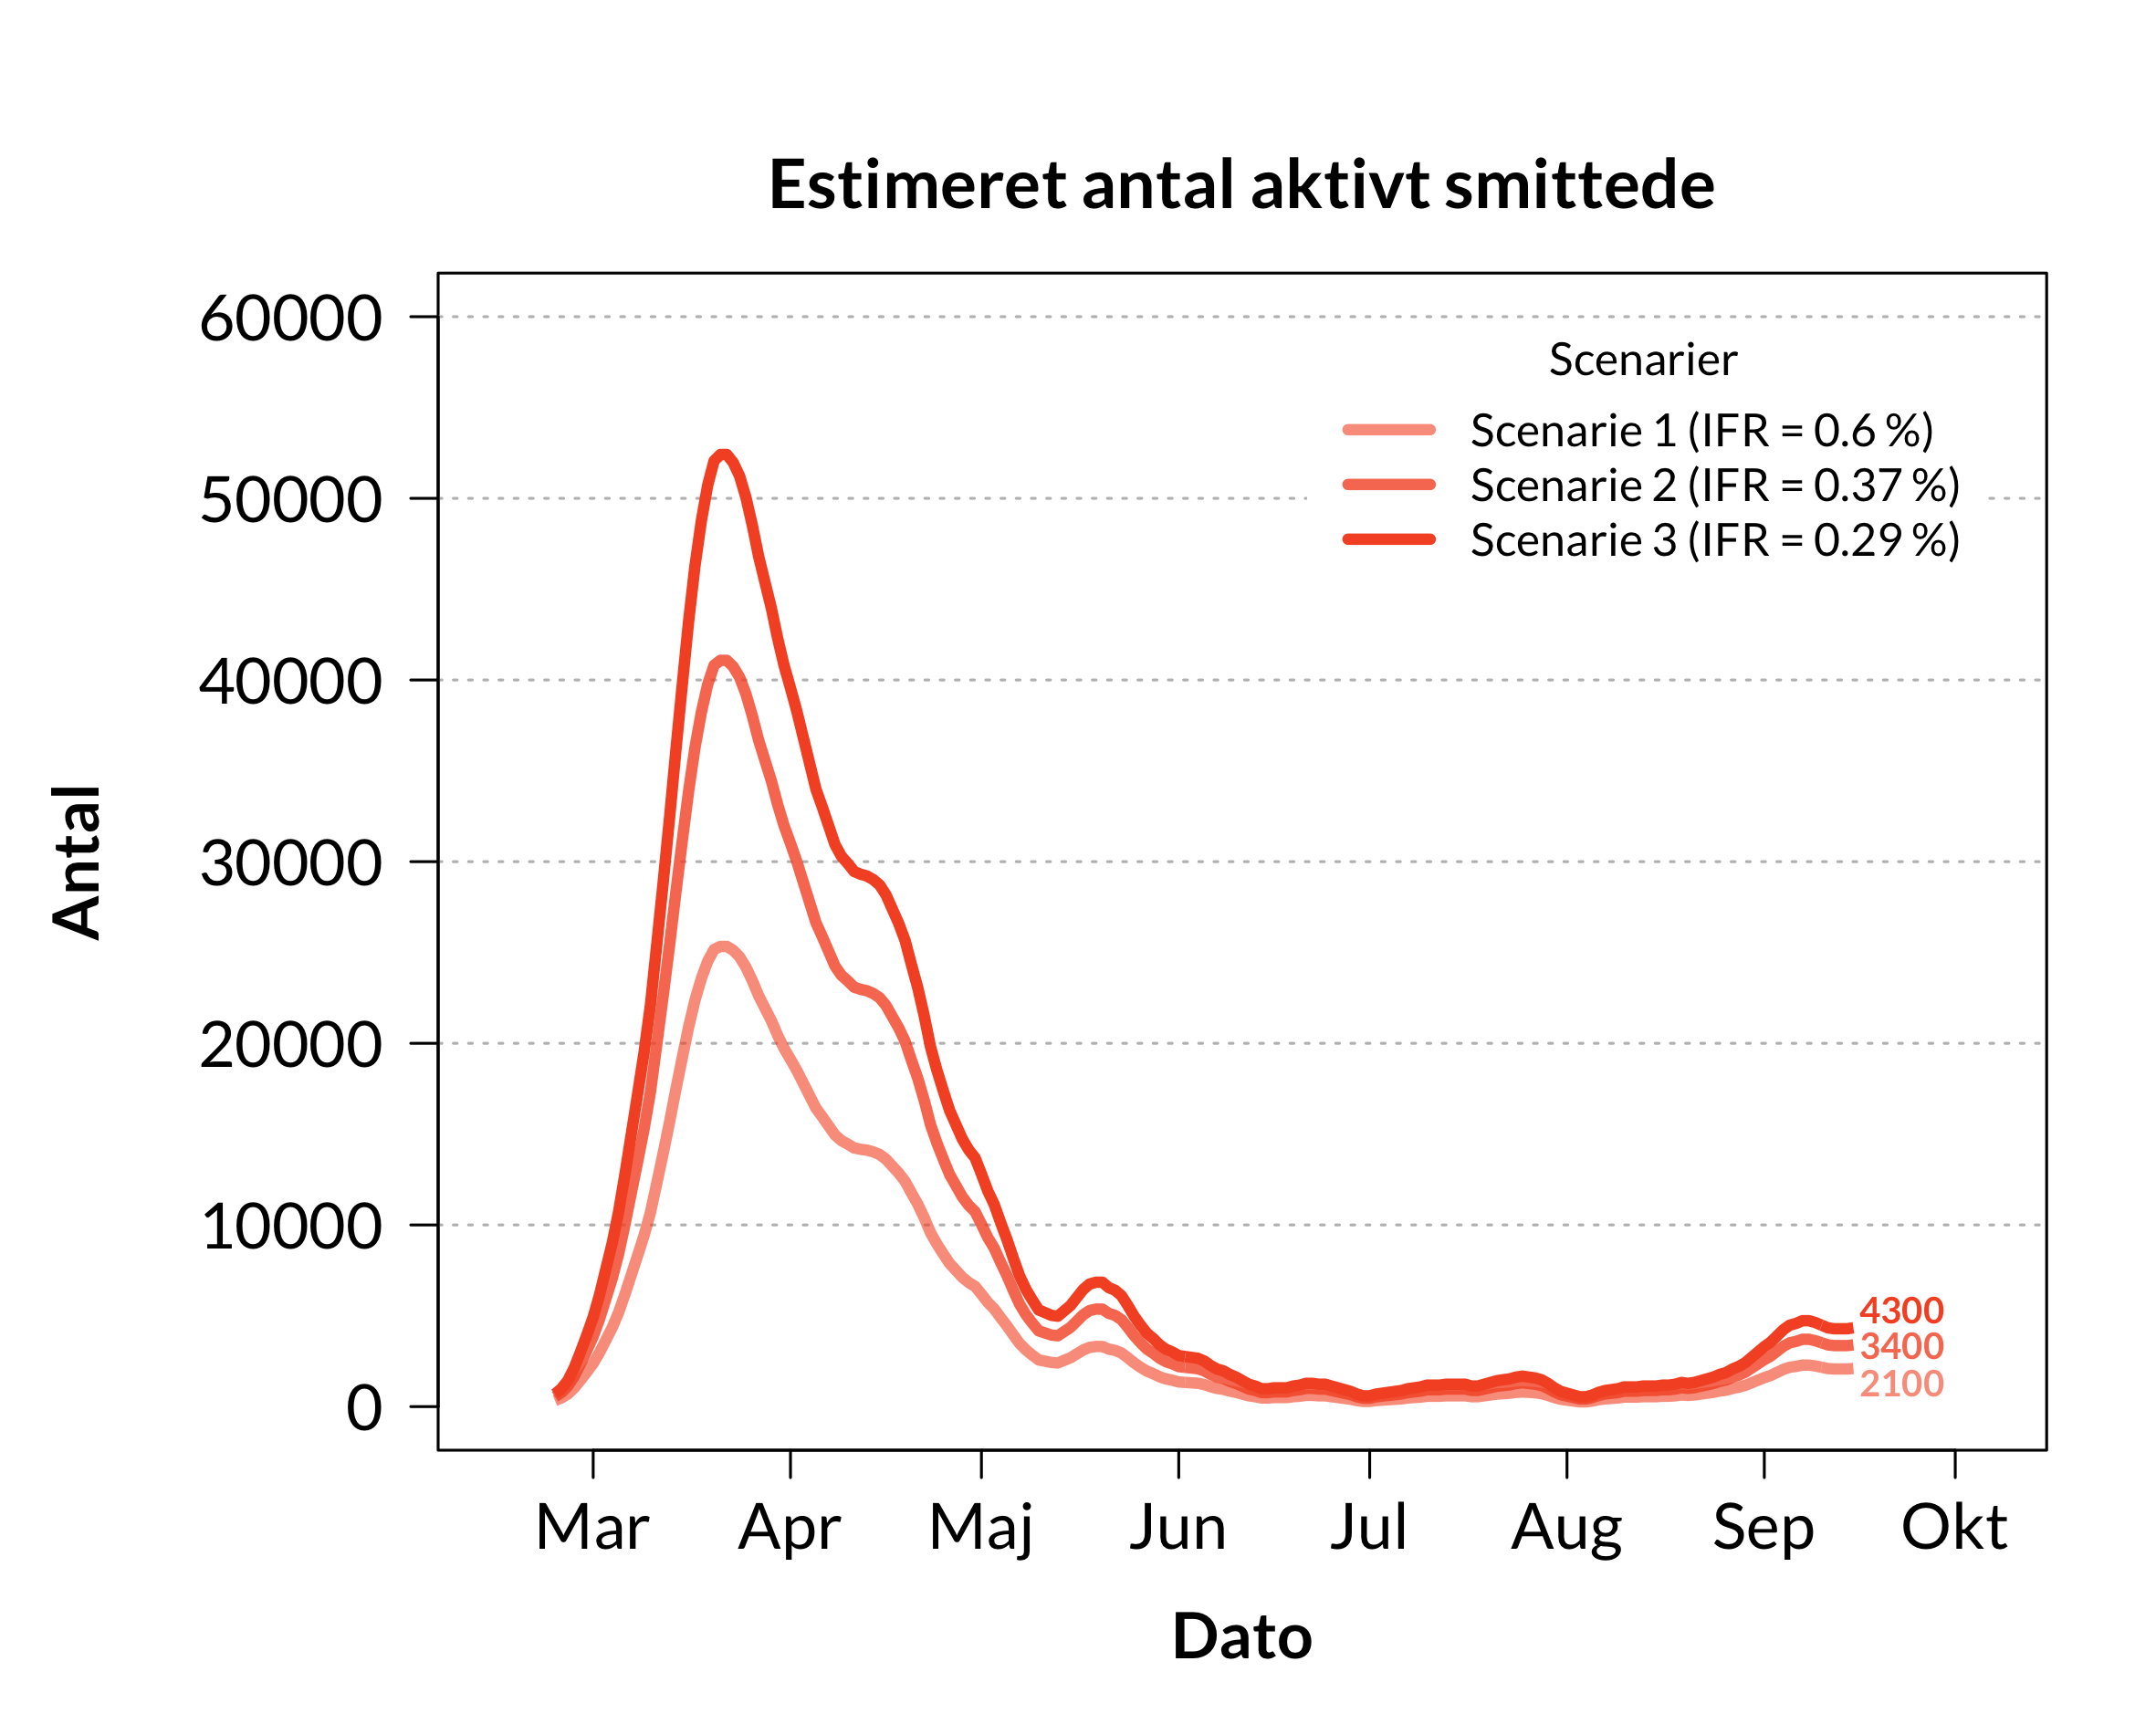 Estimeret antal aktivt smittede
Antal
60000
50000
40000
30000
20000
10000
0
Scenarier
Scenarie 1 (IFR = 0.6 %)
Scenarie 2 (IFR = 0.37 %)
Scenarie 3 (IFR = 0.29 %)
4300
3400
2100
Mar Apr Maj Jun Jul Aug Sep Okt
Dato